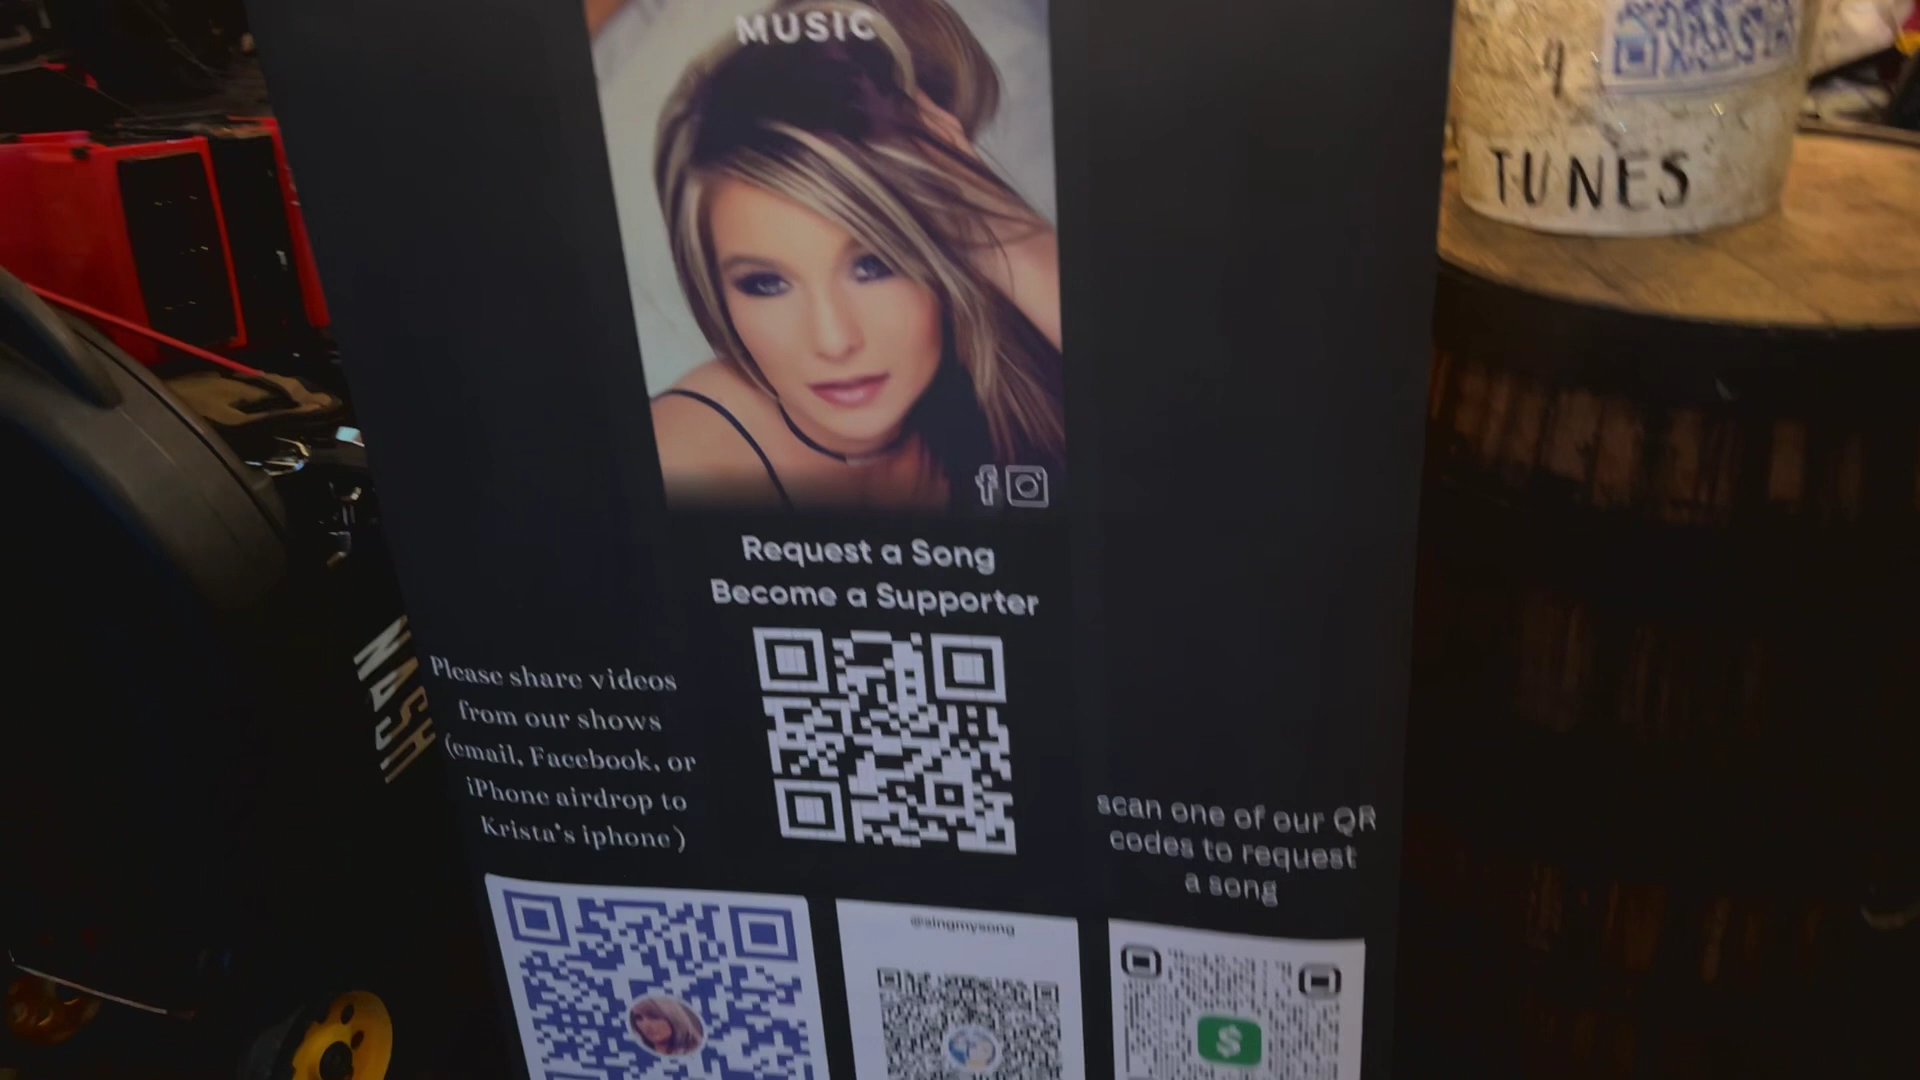 MUSIC
4
TUNES
Request a Song
Become a Supporter
Please share videos
from our shows
(email, Facebook, or
iPhone airdrop to
Krista's iphone)
NASH
scan one of our QR
codes to request
a song
@singmysong
$